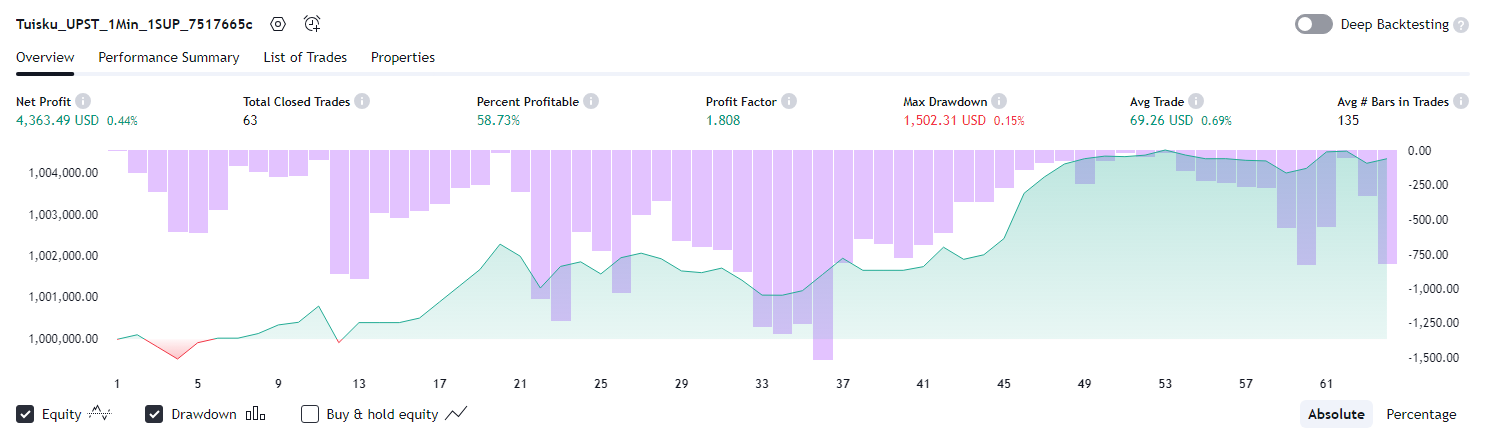 Tuisku_UPST_1Min_1SUP_7517665c
Deep Backtesting ?
Overview Performance Summary List of Trades Properties
Net Profit Total Closed Trades Percent Profitable Profit Factor Max Drawdown Avg Trade Avg # Bars in Trades
4,363.49 USD 0.44% 63 58.73% 1.808 1,502.31 USD 0.15% 69.26 USD 0.69% 135
0.00
1,004,000.00
-250.00
1,003,000.00 -500.00
1,002,000.00 -750.00
1,001,000.00 -1,000.00
-1,250.00
1,000,000.00
-1,500.00
1 5 9 13 17 21 25 29 33 37 41 45 49 53 57 61
Equity Drawdown Buy & hold equity Absolute Percentage